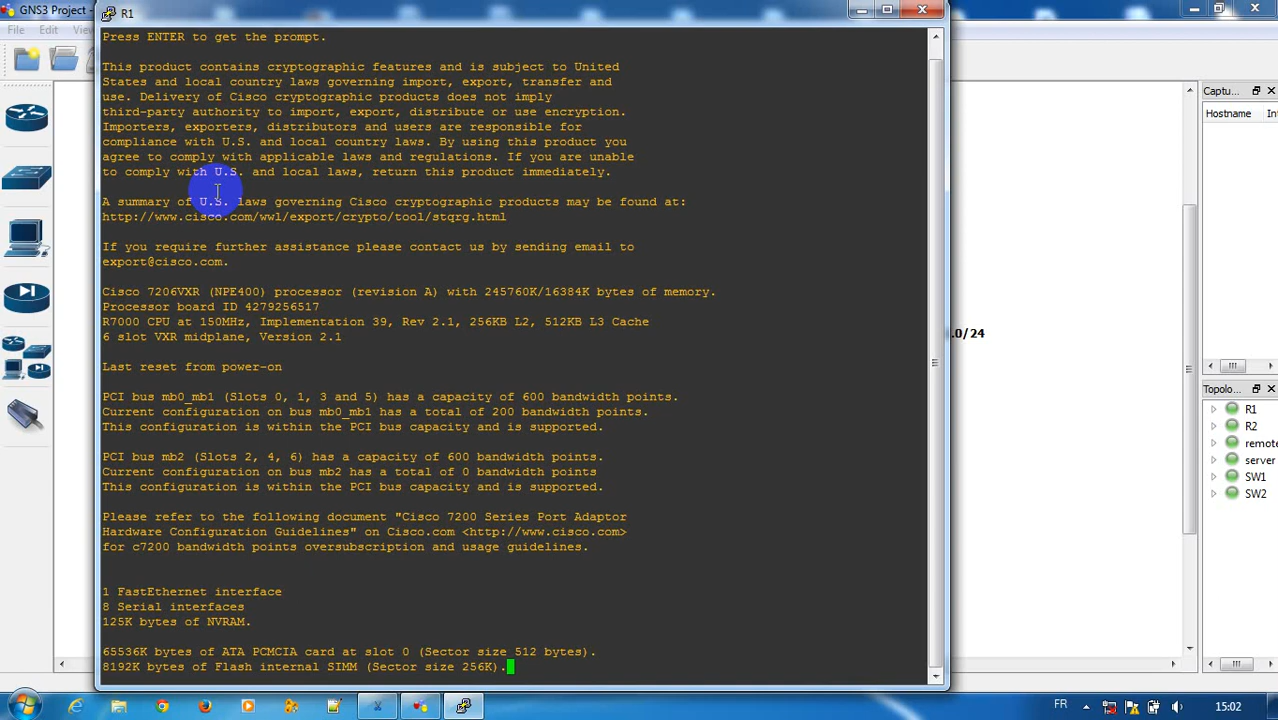 GNS3 Project -
R1
File Edit
Press ENTER to get the prompt.
This product contains cryptographic features and is subject to United
States and local country laws governing import, export, transfer and
use. Delivery of Cisco cryptographic products does not imply
third-party authority to import, export, distribute or use encryption.
Importers, exporters, distributors and users are responsible for
compliance with U.S. and local country laws. By using this product you
agree to comply with applicable laws and regulations. If you are unable
to comply with U.S. and local laws, return this product immediately.
A summary of U.S. laws governing Cisco cryptographic products may be found at:
http://www.cisco.com/wwl/export/crypto/tool/stqrg.html
If you require further assistance please contact us by sending email to
export@cisco.com.
Cisco 7206VXR (NPE400) processor (revision A) with 245760K/16384K bytes of memory.
Processor board ID 4279256517
R7000 CPU at 150MHz, Implementation 39, Rev 2.1, 256KB L2, 512KB L3 Cache
6 slot VXR midplane, Version 2.1
Last reset from power-on
PCI bus mb0_mb1 (Slots 0, 1, 3 and 5) has a capacity of 600 bandwidth points.
Current configuration on bus mb0_mb1 has a total of 200 bandwidth points.
This configuration is within the PCI bus capacity and is supported.
PCI bus mb2 (Slots 2, 4, 6) has a capacity of 600 bandwidth points.
Current configuration on bus mb2 has a total of 0 bandwidth points
This configuration is within the PCI bus capacity and is supported.
Please refer to the following document "Cisco 7200 Series Port Adaptor
Hardware Configuration Guidelines" on Cisco.com <http://www.cisco.com>
for c7200 bandwidth points oversubscription and usage guidelines.
1 FastEthernet interface
8 Serial interfaces
125K bytes of NVRAM.
65536K bytes of ATA PCMCIA card at slot 0 (Sector size 512 bytes).
8192K bytes of Flash internal SIMM (Sector size 256K).
.0/24
Captu...
Hostname
Topolo...
R1
R2
remote
server
SW1
SW2
FR
15:02